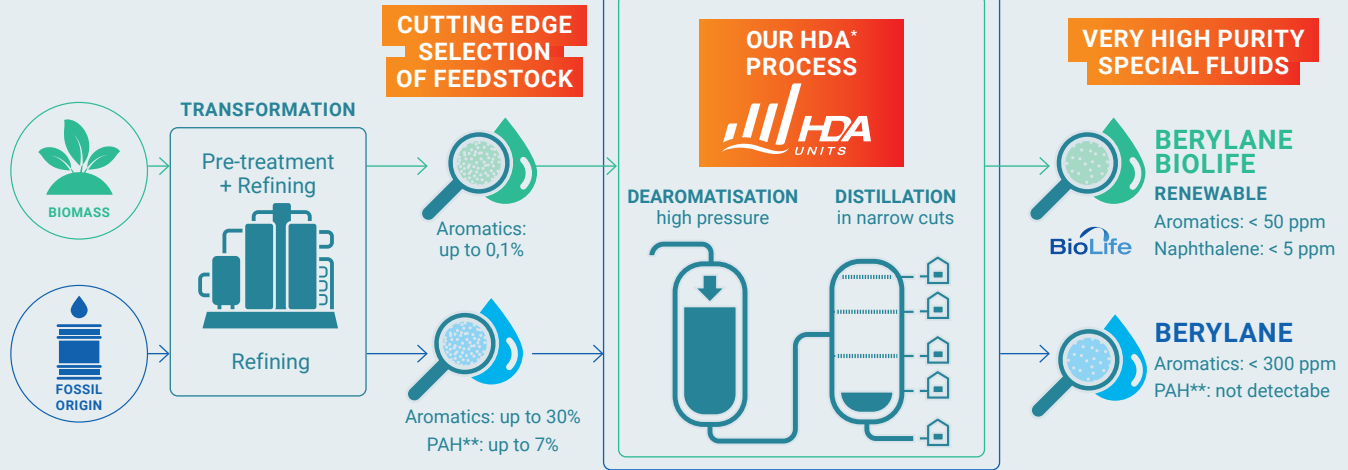 CUTTING EDGE
SELECTION
OF FEEDSTOCK
OUR HDA*
PROCESS
HDA
UNITS
VERY HIGH PURITY
SPECIAL FLUIDS
TRANSFORMATION
Pre-treatment
+ Refining
Refining
BIOMASS
FOSSIL
ORIGIN
Aromatics:
up to 0,1%
Aromatics: up to 30%
PAH**: up to 7%
DEAROMATISATION
high pressure
DISTILLATION
in narrow cuts
BERYLANE
BIOLIFE
RENEWABLE
Aromatics: < 50 ppm
Naphthalene: < 5 ppm
BioLife
BERYLANE
Aromatics: < 300 ppm
PAH**: not detectabe